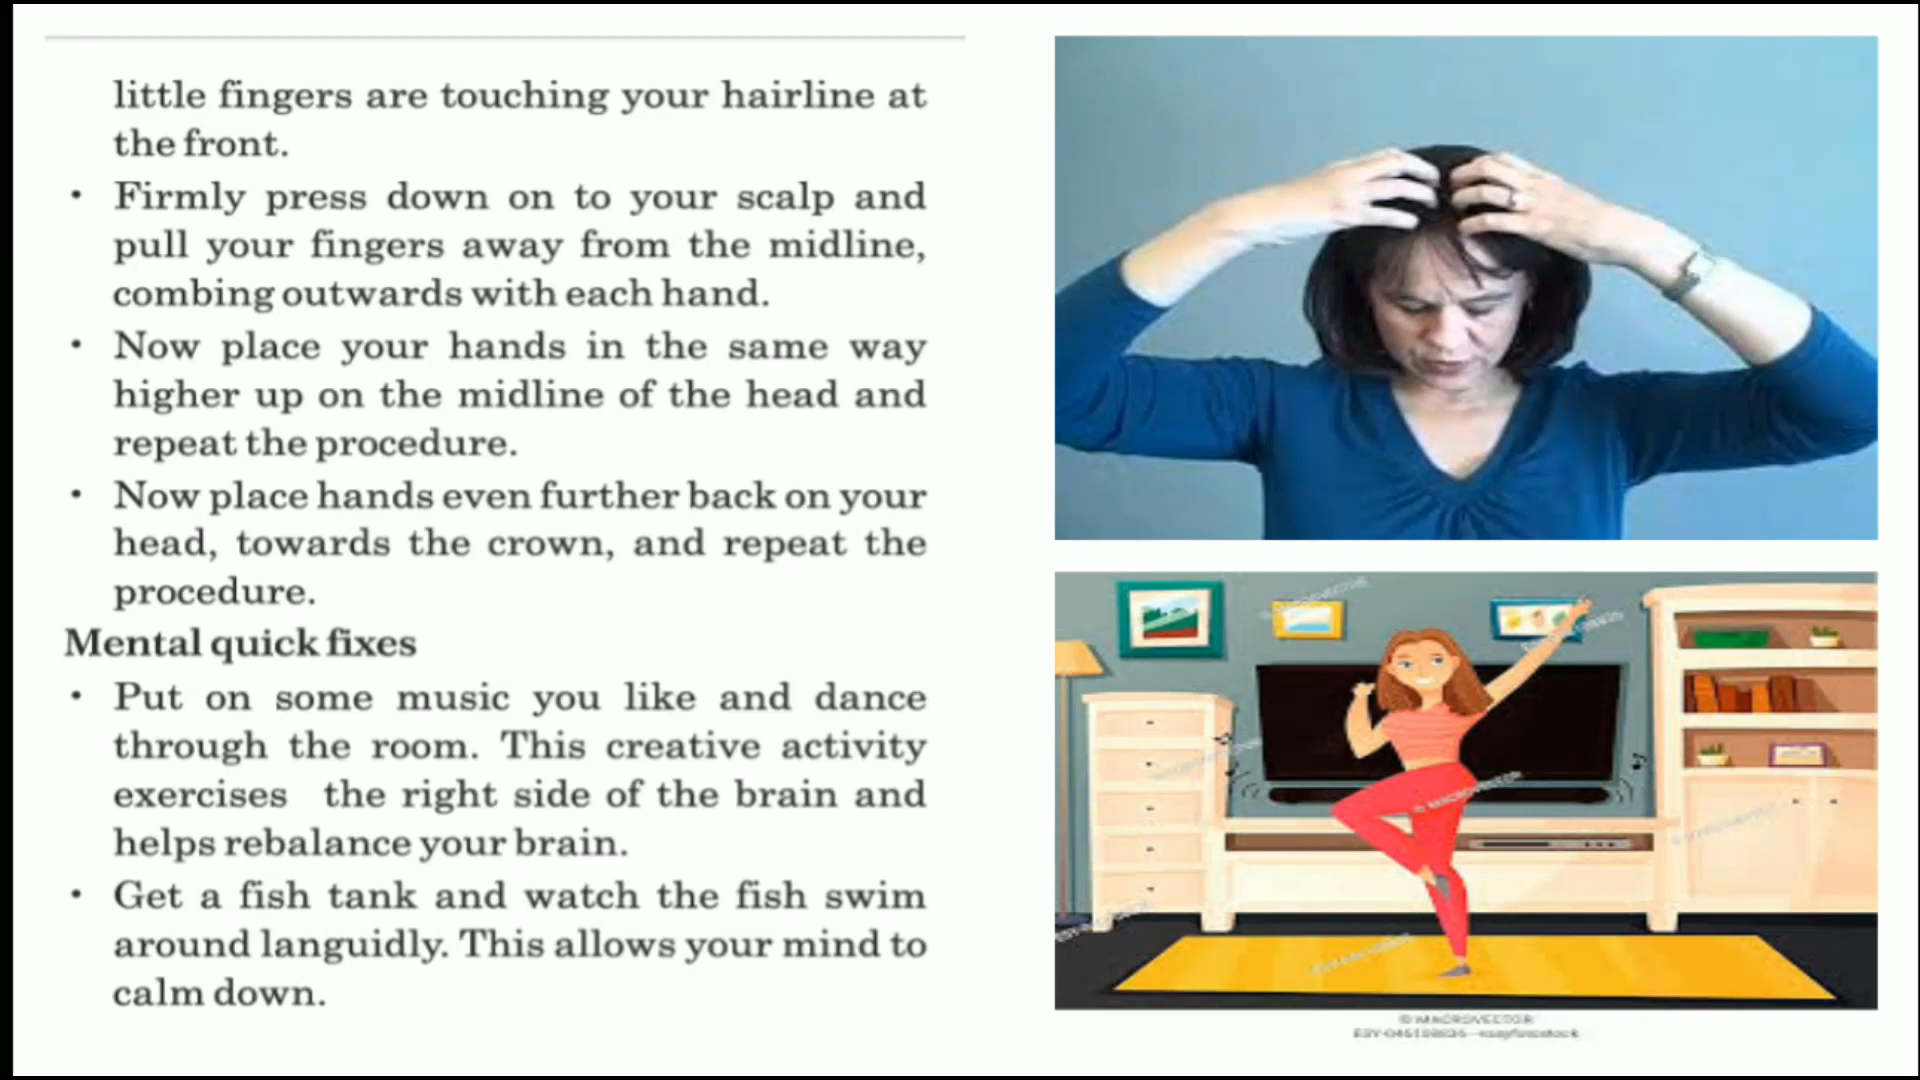 little fingers are touching your hairline at
the front.
• Firmly press down on to your scalp and
pull your fingers away from the midline,
combing outwards with each hand.
• Now place your hands in the same way
higher up on the midline of the head and
repeat the procedure.
• Now place hands even further back on your
head, towards the crown, and repeat the
procedure.
Mental quick fixes
• Put on some music you like and dance
through the room. This creative activity
exercises the right side of the brain and
helps rebalance your brain.
• Get a fish tank and watch the fish swim
around languidly. This allows your mind to
calm down.
© MACROVECTOR
© MACROVECTOR